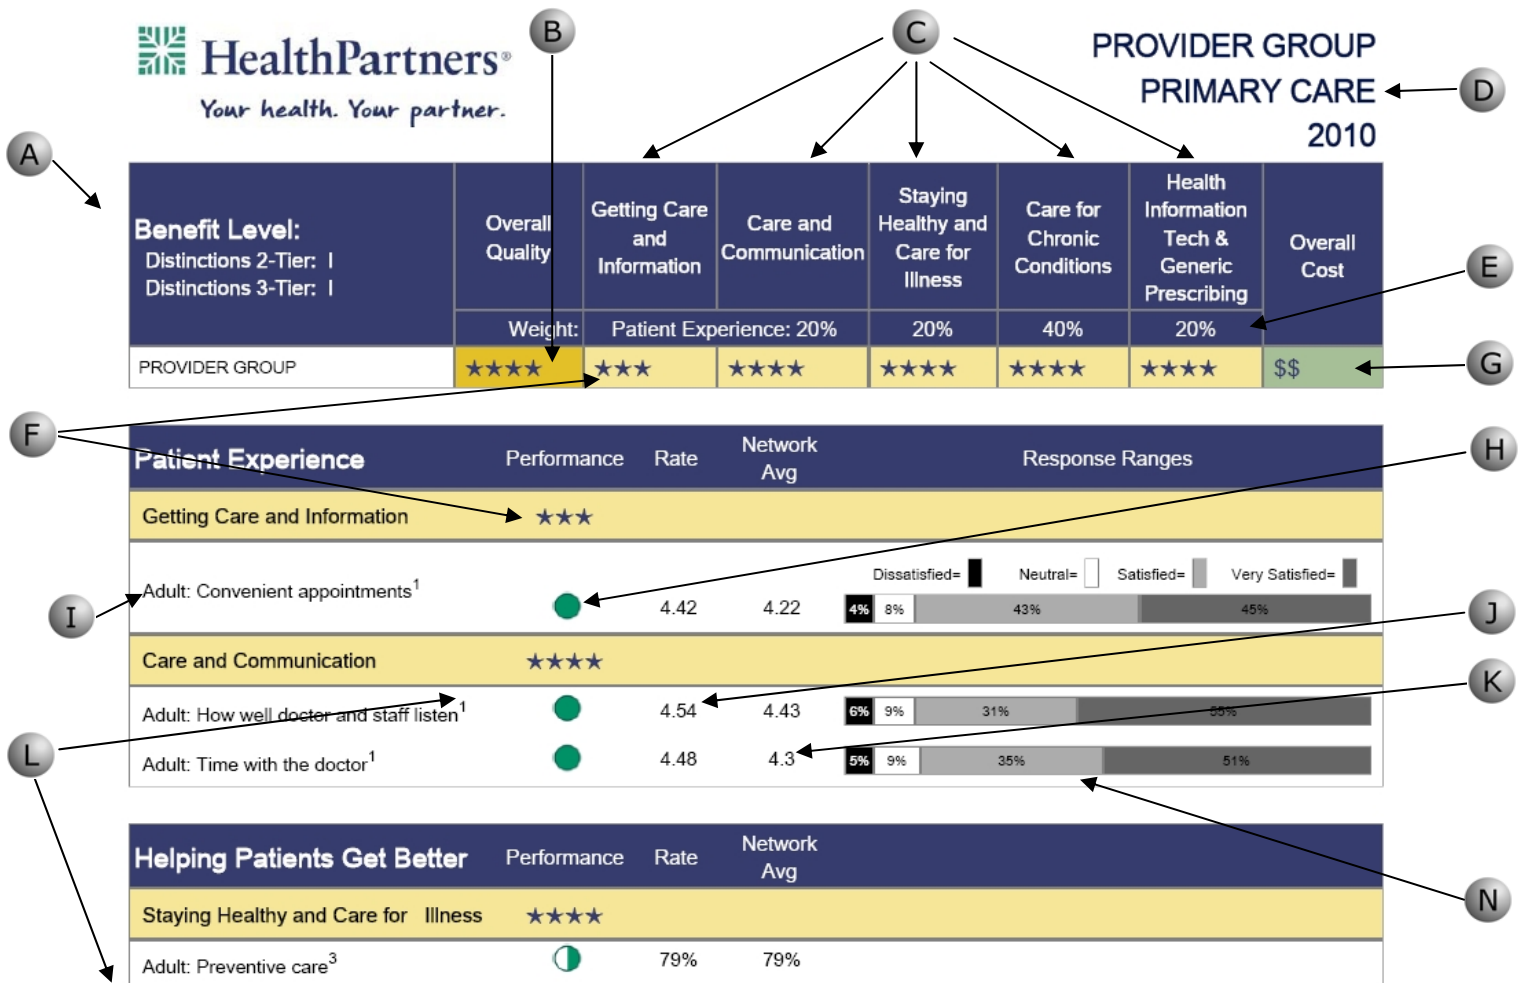 B
C
HealthPartners®
Your health. Your partner.
PROVIDER GROUP
PRIMARY CARE
2010
D
A
Benefit Level:
Distinctions 2-Tier: I
Distinctions 3-Tier: I
Overall
Quality
Getting Care
and
Information
Care and
Communication
Staying
Healthy and
Care for
Illness
Care for
Chronic
Conditions
Health
Information
Tech &
Generic
Prescribing
Overall
Cost
E
Weight:
Patient Experience: 20%
20%
40%
20%
PROVIDER GROUP
★★★★
★★★
★★★★
★★★★
★★★★
★★★★
$$
G
F
Patient Experience
Performance
Rate
Network
Avg
Response Ranges
H
Getting Care and Information
★★★
Dissatisfied=
Neutral=
Satisfied=
Very Satisfied=
I
Adult: Convenient appointments1
4.42
4.22
4%
8%
43%
45%
J
Care and Communication
★★★★
K
Adult: How well doctor and staff listen1
4.54
4.43
6%
9%
31%
55%
L
Adult: Time with the doctor1
4.48
4.3
5%
9%
35%
51%
Helping Patients Get Better
Performance
Rate
Network
Avg
N
Staying Healthy and Care for Illness
★★★★
Adult: Preventive care3
79%
79%